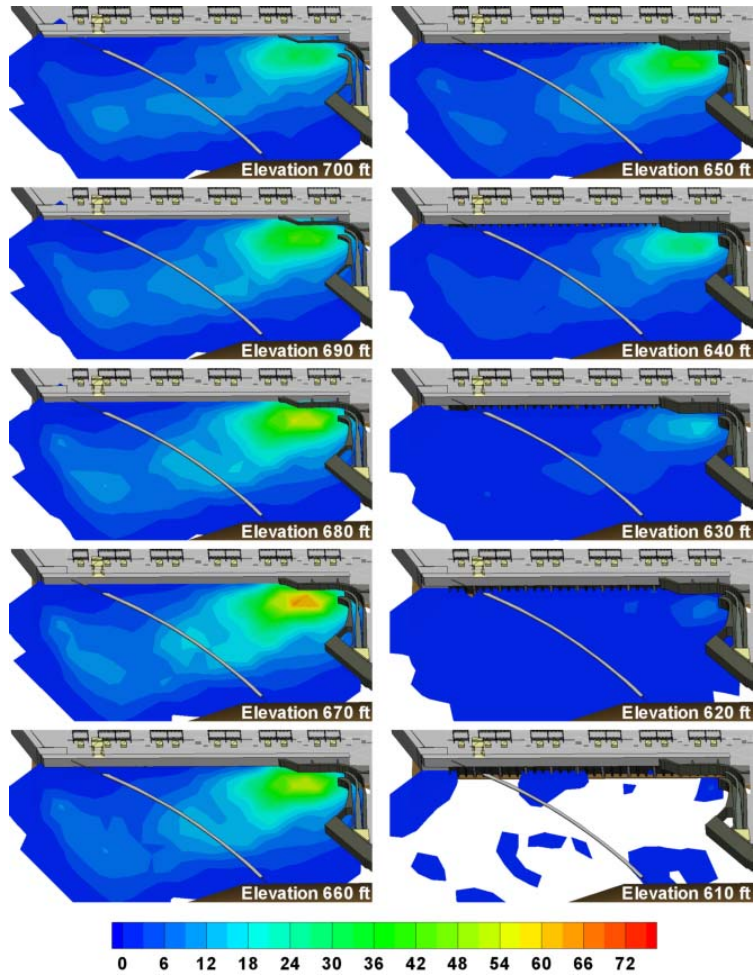 Elevation 700 ft
Elevation 650 ft
Elevation 690 ft
Elevation 640 ft
Elevation 680 ft
Elevation 630 ft
Elevation 670 ft
Elevation 620 ft
Elevation 660 ft
Elevation 610 ft
0 6 12 18 24 30 36 42 48 54 60 66 72